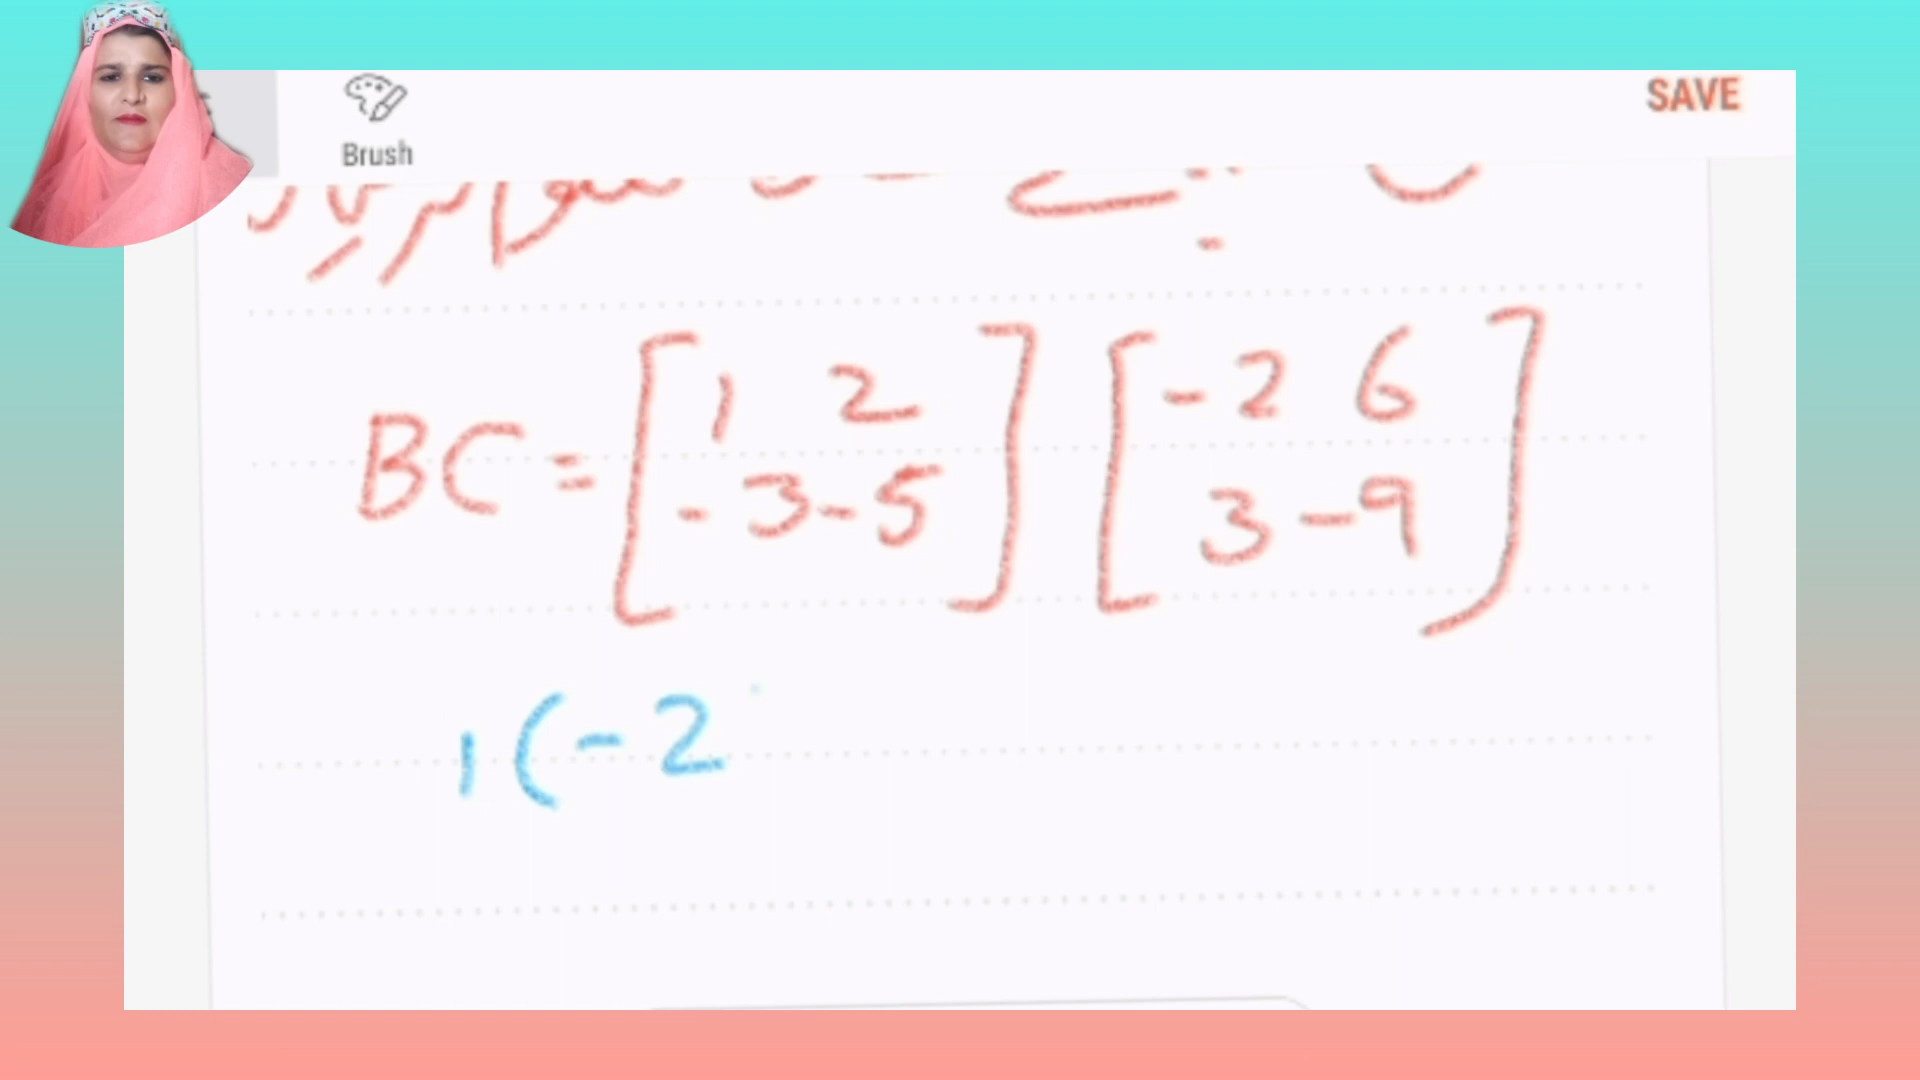 SAVE
Brush
BC = [ 1 2 ] [ -2 6 ]
[ -3 -5 ] [ 3 -9 ]
1(-2